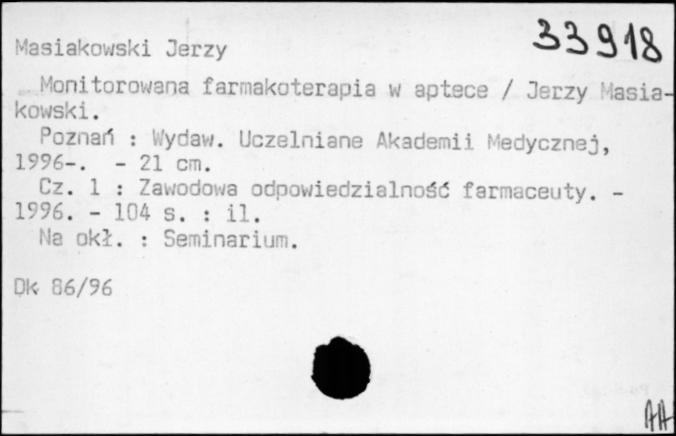 33918
Masiakowski Jerzy
Monitorowana farmakoterapia w aptece / Jerzy Masia-
kowski.
Poznań : Wydaw. Uczelniane Akademii Medycznej,
1996-. - 21 cm.
Cz. 1 : Zawodowa odpowiedzialność farmaceuty. -
1996. - 104 s. : il.
Na okł. : Seminarium.
Dk 86/96
AA